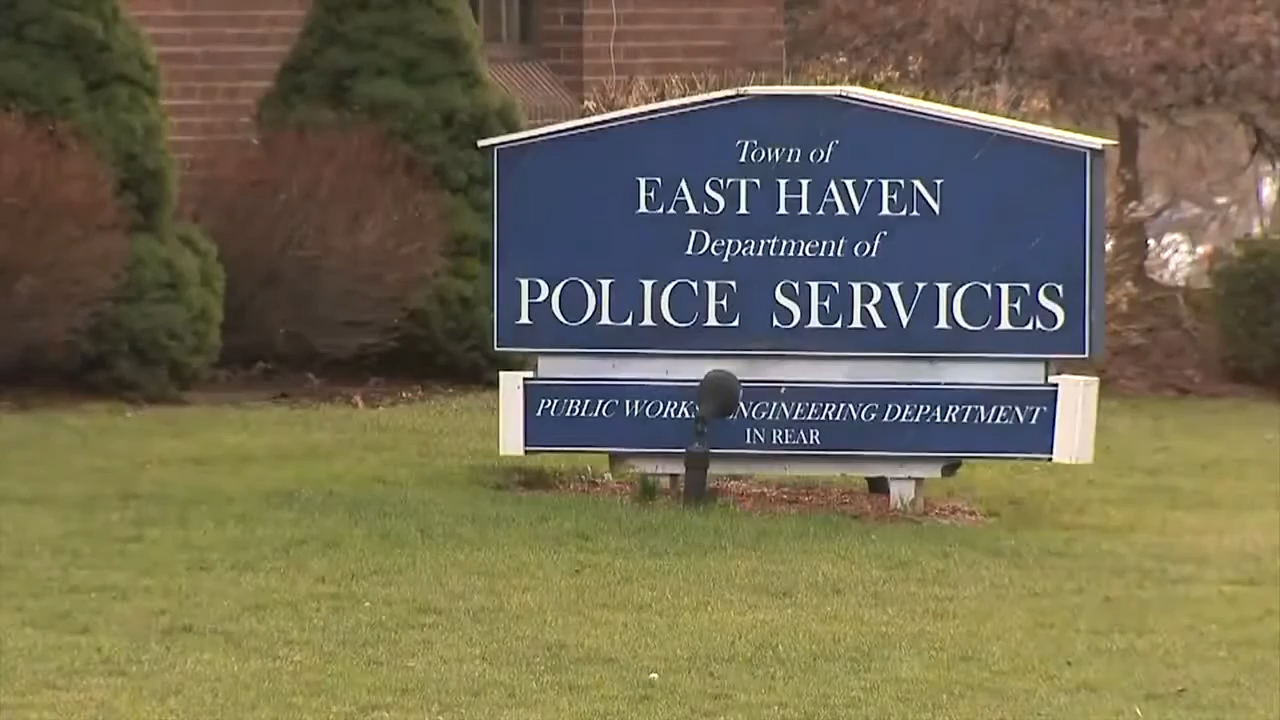 Town of
EAST HAVEN
Department of
POLICE SERVICES
PUBLIC WORKS ENGINEERING DEPARTMENT
IN REAR